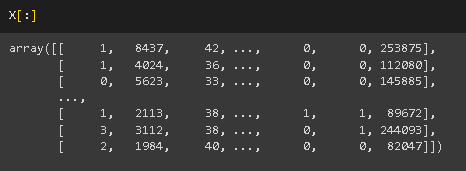 X[:]
array([[     1,   8437,     42, ...,      0,      0, 253875],
       [     1,   4024,     36, ...,      0,      0, 112080],
       [     0,   5623,     33, ...,      0,      0, 145885],
       ...,
       [     1,   2113,     38, ...,      1,      1,  89672],
       [     3,   3112,     38, ...,      0,      1, 244093],
       [     2,   1984,     40, ...,      0,      0,  82047]])